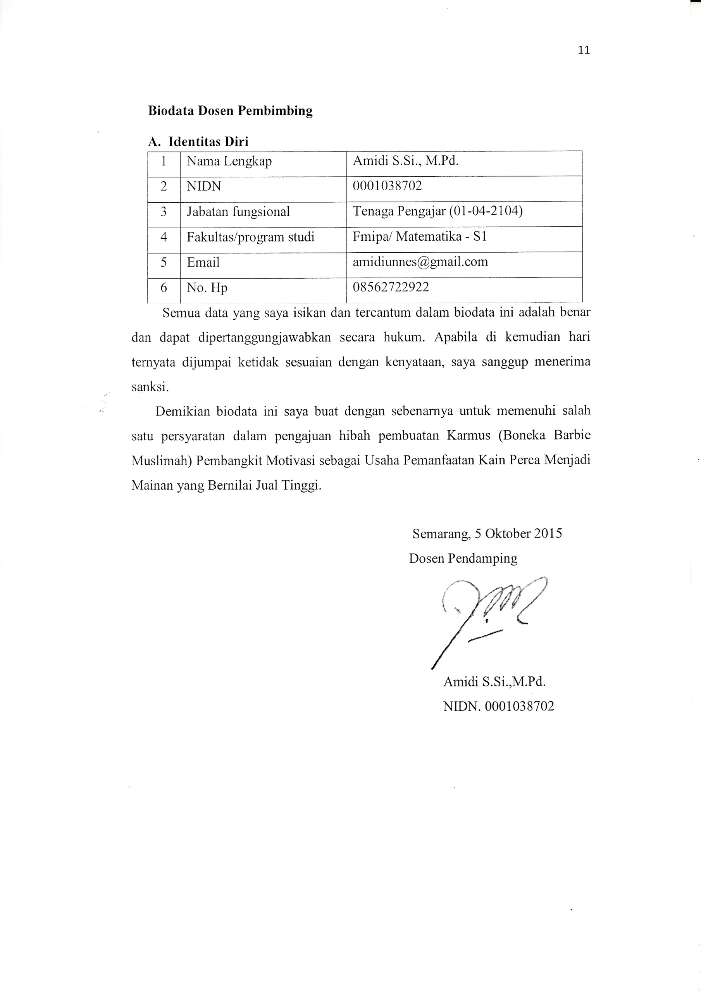 11
Biodata Dosen Pembimbing
A. Identitas Diri
1 Nama Lengkap Amidi S.Si., M.Pd.
2 NIDN 0001038702
3 Jabatan fungsional Tenaga Pengajar (01-04-2104)
4 Fakultas/program studi Fmipa/ Matematika - S1
5 Email amidiunnes@gmail.com
6 No. Hp 08562722922
Semua data yang saya isikan dan tercantum dalam biodata ini adalah benar
dan dapat dipertanggungjawabkan secara hukum. Apabila di kemudian hari
ternyata dijumpai ketidak sesuaian dengan kenyataan, saya sanggup menerima
sanksi.
Demikian biodata ini saya buat dengan sebenarnya untuk memenuhi salah
satu persyaratan dalam pengajuan hibah pembuatan Karmus (Boneka Barbie
Muslimah) Pembangkit Motivasi sebagai Usaha Pemanfaatan Kain Perca Menjadi
Mainan yang Bernilai Jual Tinggi.
Semarang, 5 Oktober 2015
Dosen Pendamping
Amidi S.Si.,M.Pd.
NIDN. 0001038702